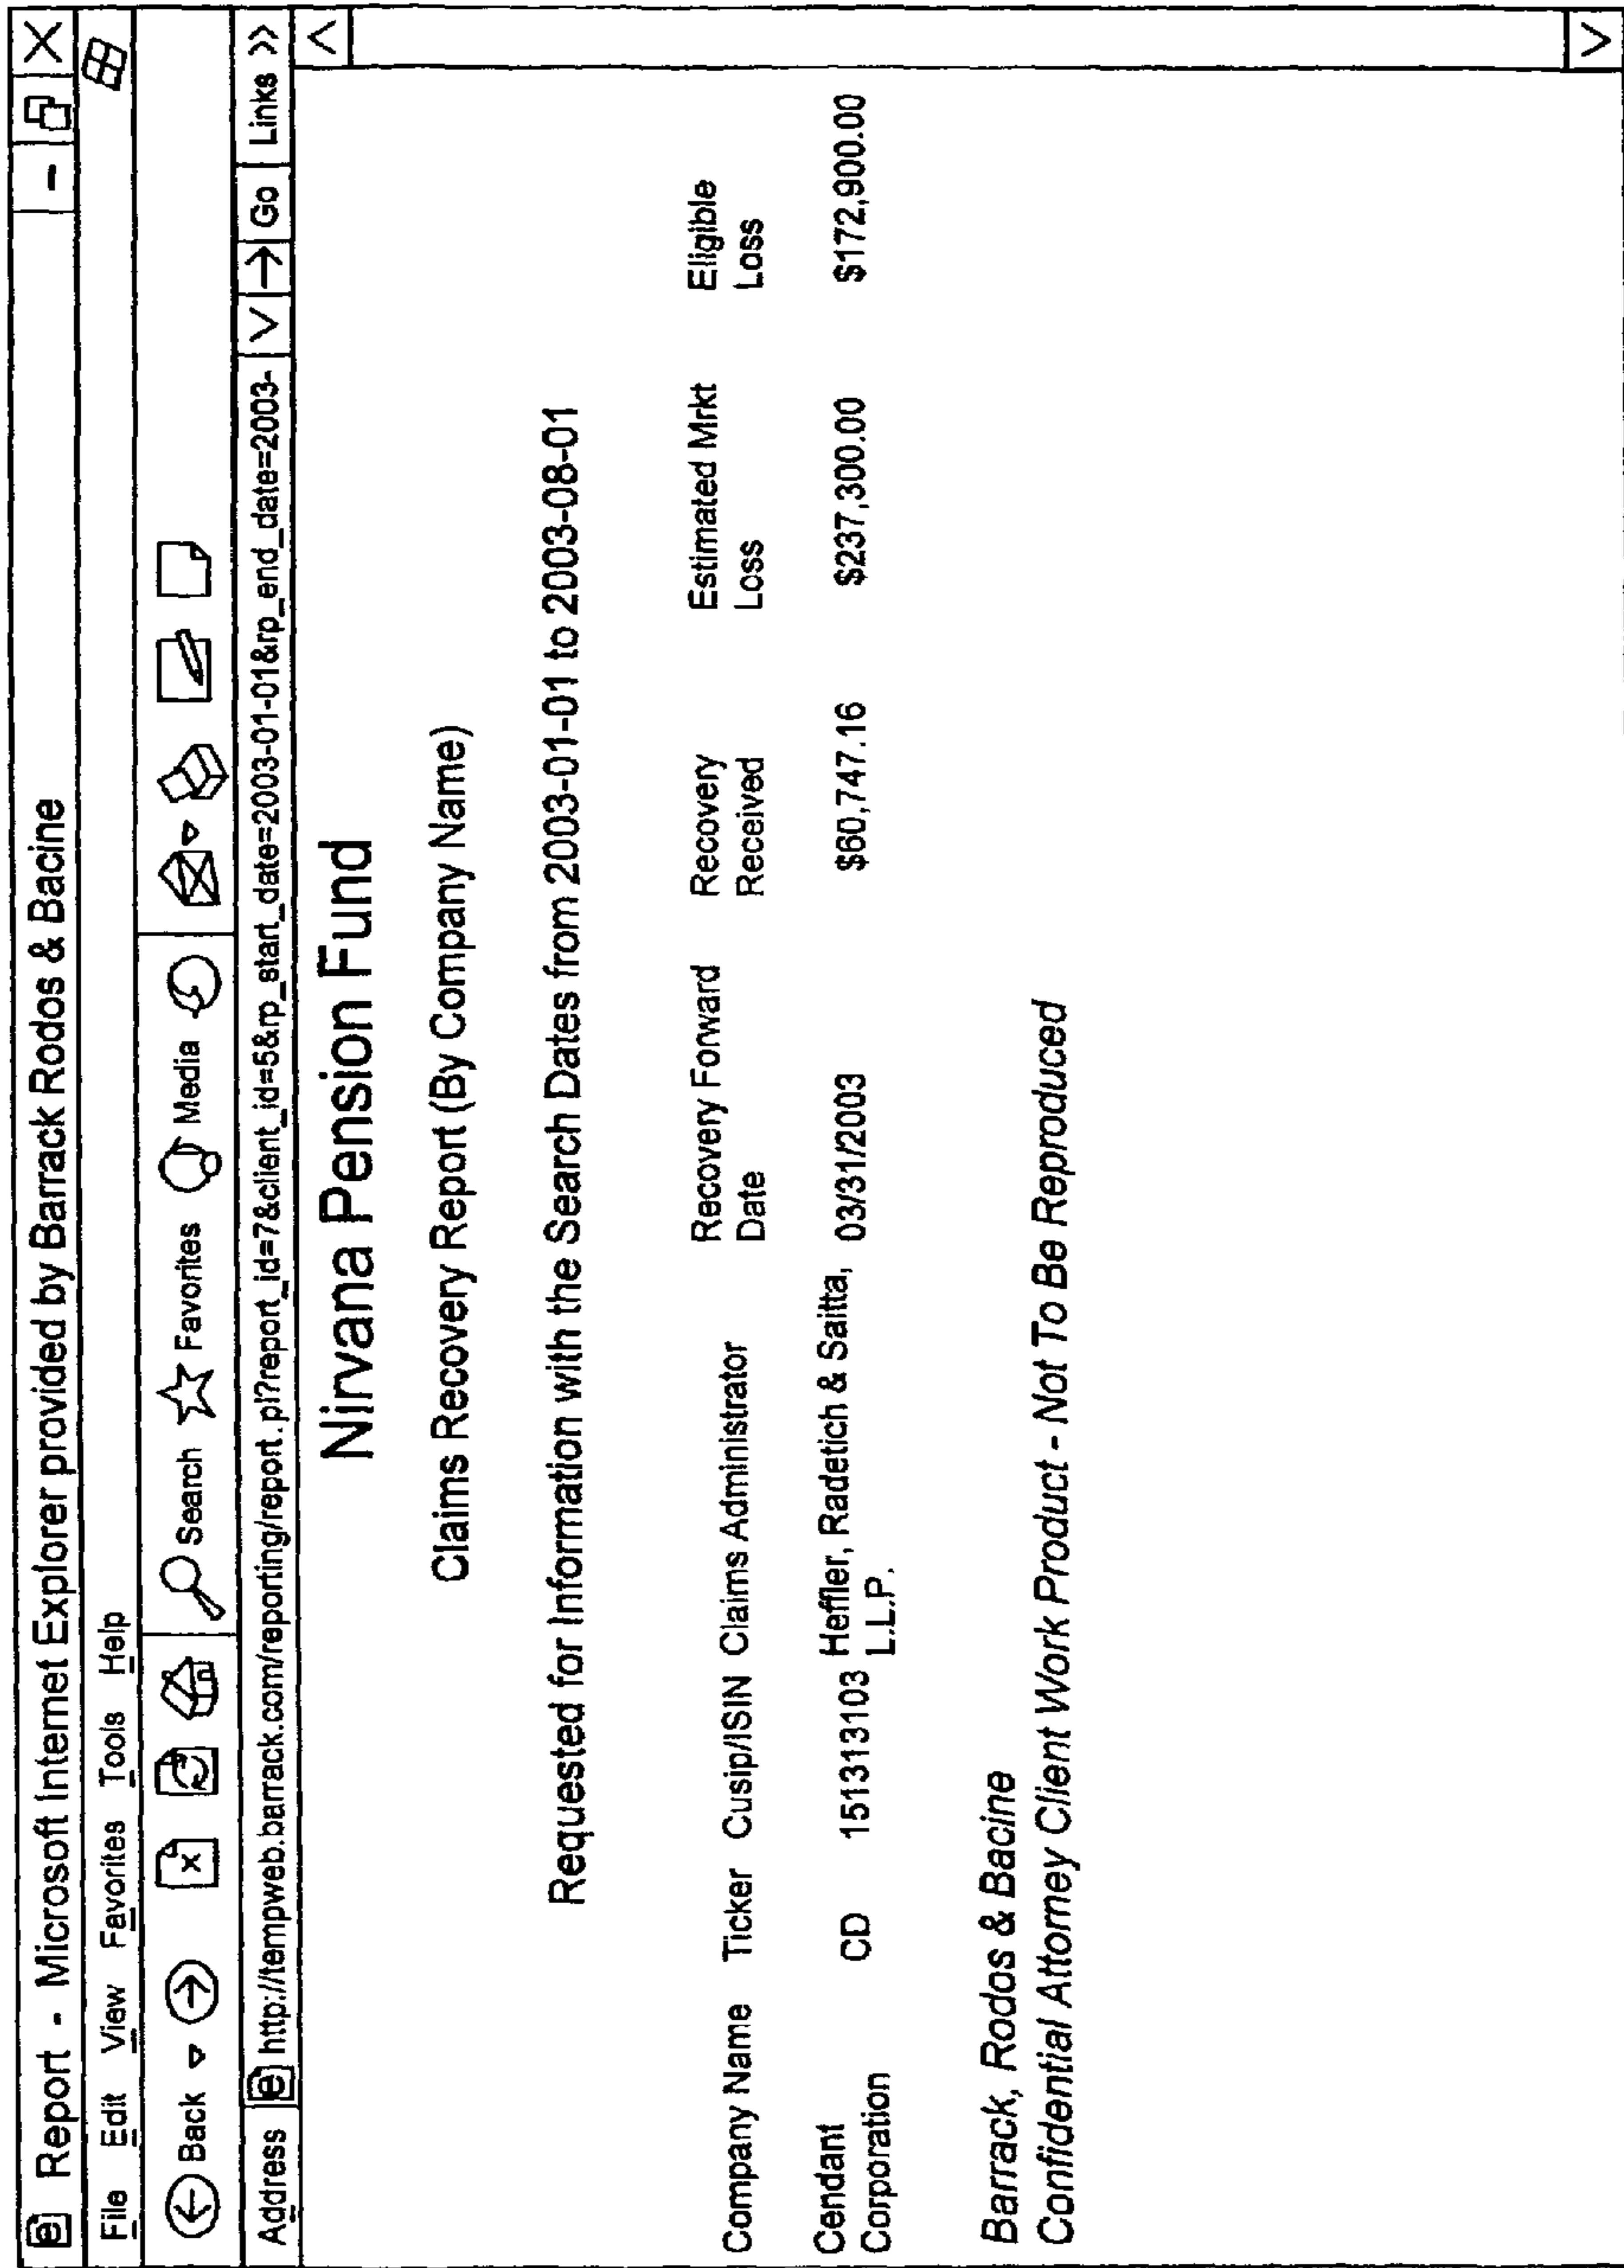 Report - Microsoft Internet Explorer provided by Barrack Rodos & Bacine
File Edit View Favorites Tools Help
Back Search Favorites Media
Address http://tempweb.barrack.com/reporting/report.pl?report_id=7&client_id=5&rp_start_date=2003-01-01&rp_end_date=2003- Go Links >>
Nirvana Pension Fund
Claims Recovery Report (By Company Name)
Requested for Information with the Search Dates from 2003-01-01 to 2003-08-01
Company Name Ticker Cusip/ISIN Claims Administrator Recovery Forward Recovery Estimated Mrkt Eligible
Date Received Loss Loss
Cendant CD 151313103 Heffler, Radetich & Saitta, 03/31/2003 $60,747.16 $237,300.00 $172,900.00
Corporation L.L.P.
Barrack, Rodos & Bacine
Confidential Attorney Client Work Product - Not To Be Reproduced